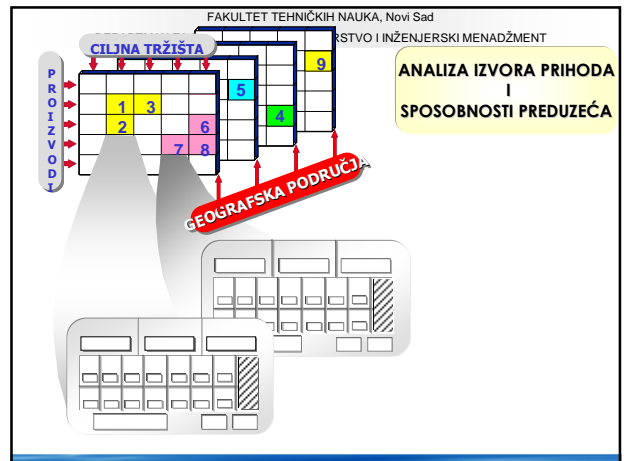 FAKULTET TEHNIČKIH NAUKA, Novi Sad
RSTVO I INŽENJERSKI MENADŽMENT
CILJNA TRŽIŠTA
P
R
O
I
Z
V
O
D
I
1 3
2
6
7 8
5
4
9
GEOGRAFSKA PODRUČJA
ANALIZA IZVORA PRIHODA
I
SPOSOBNOSTI PREDUZEĆA